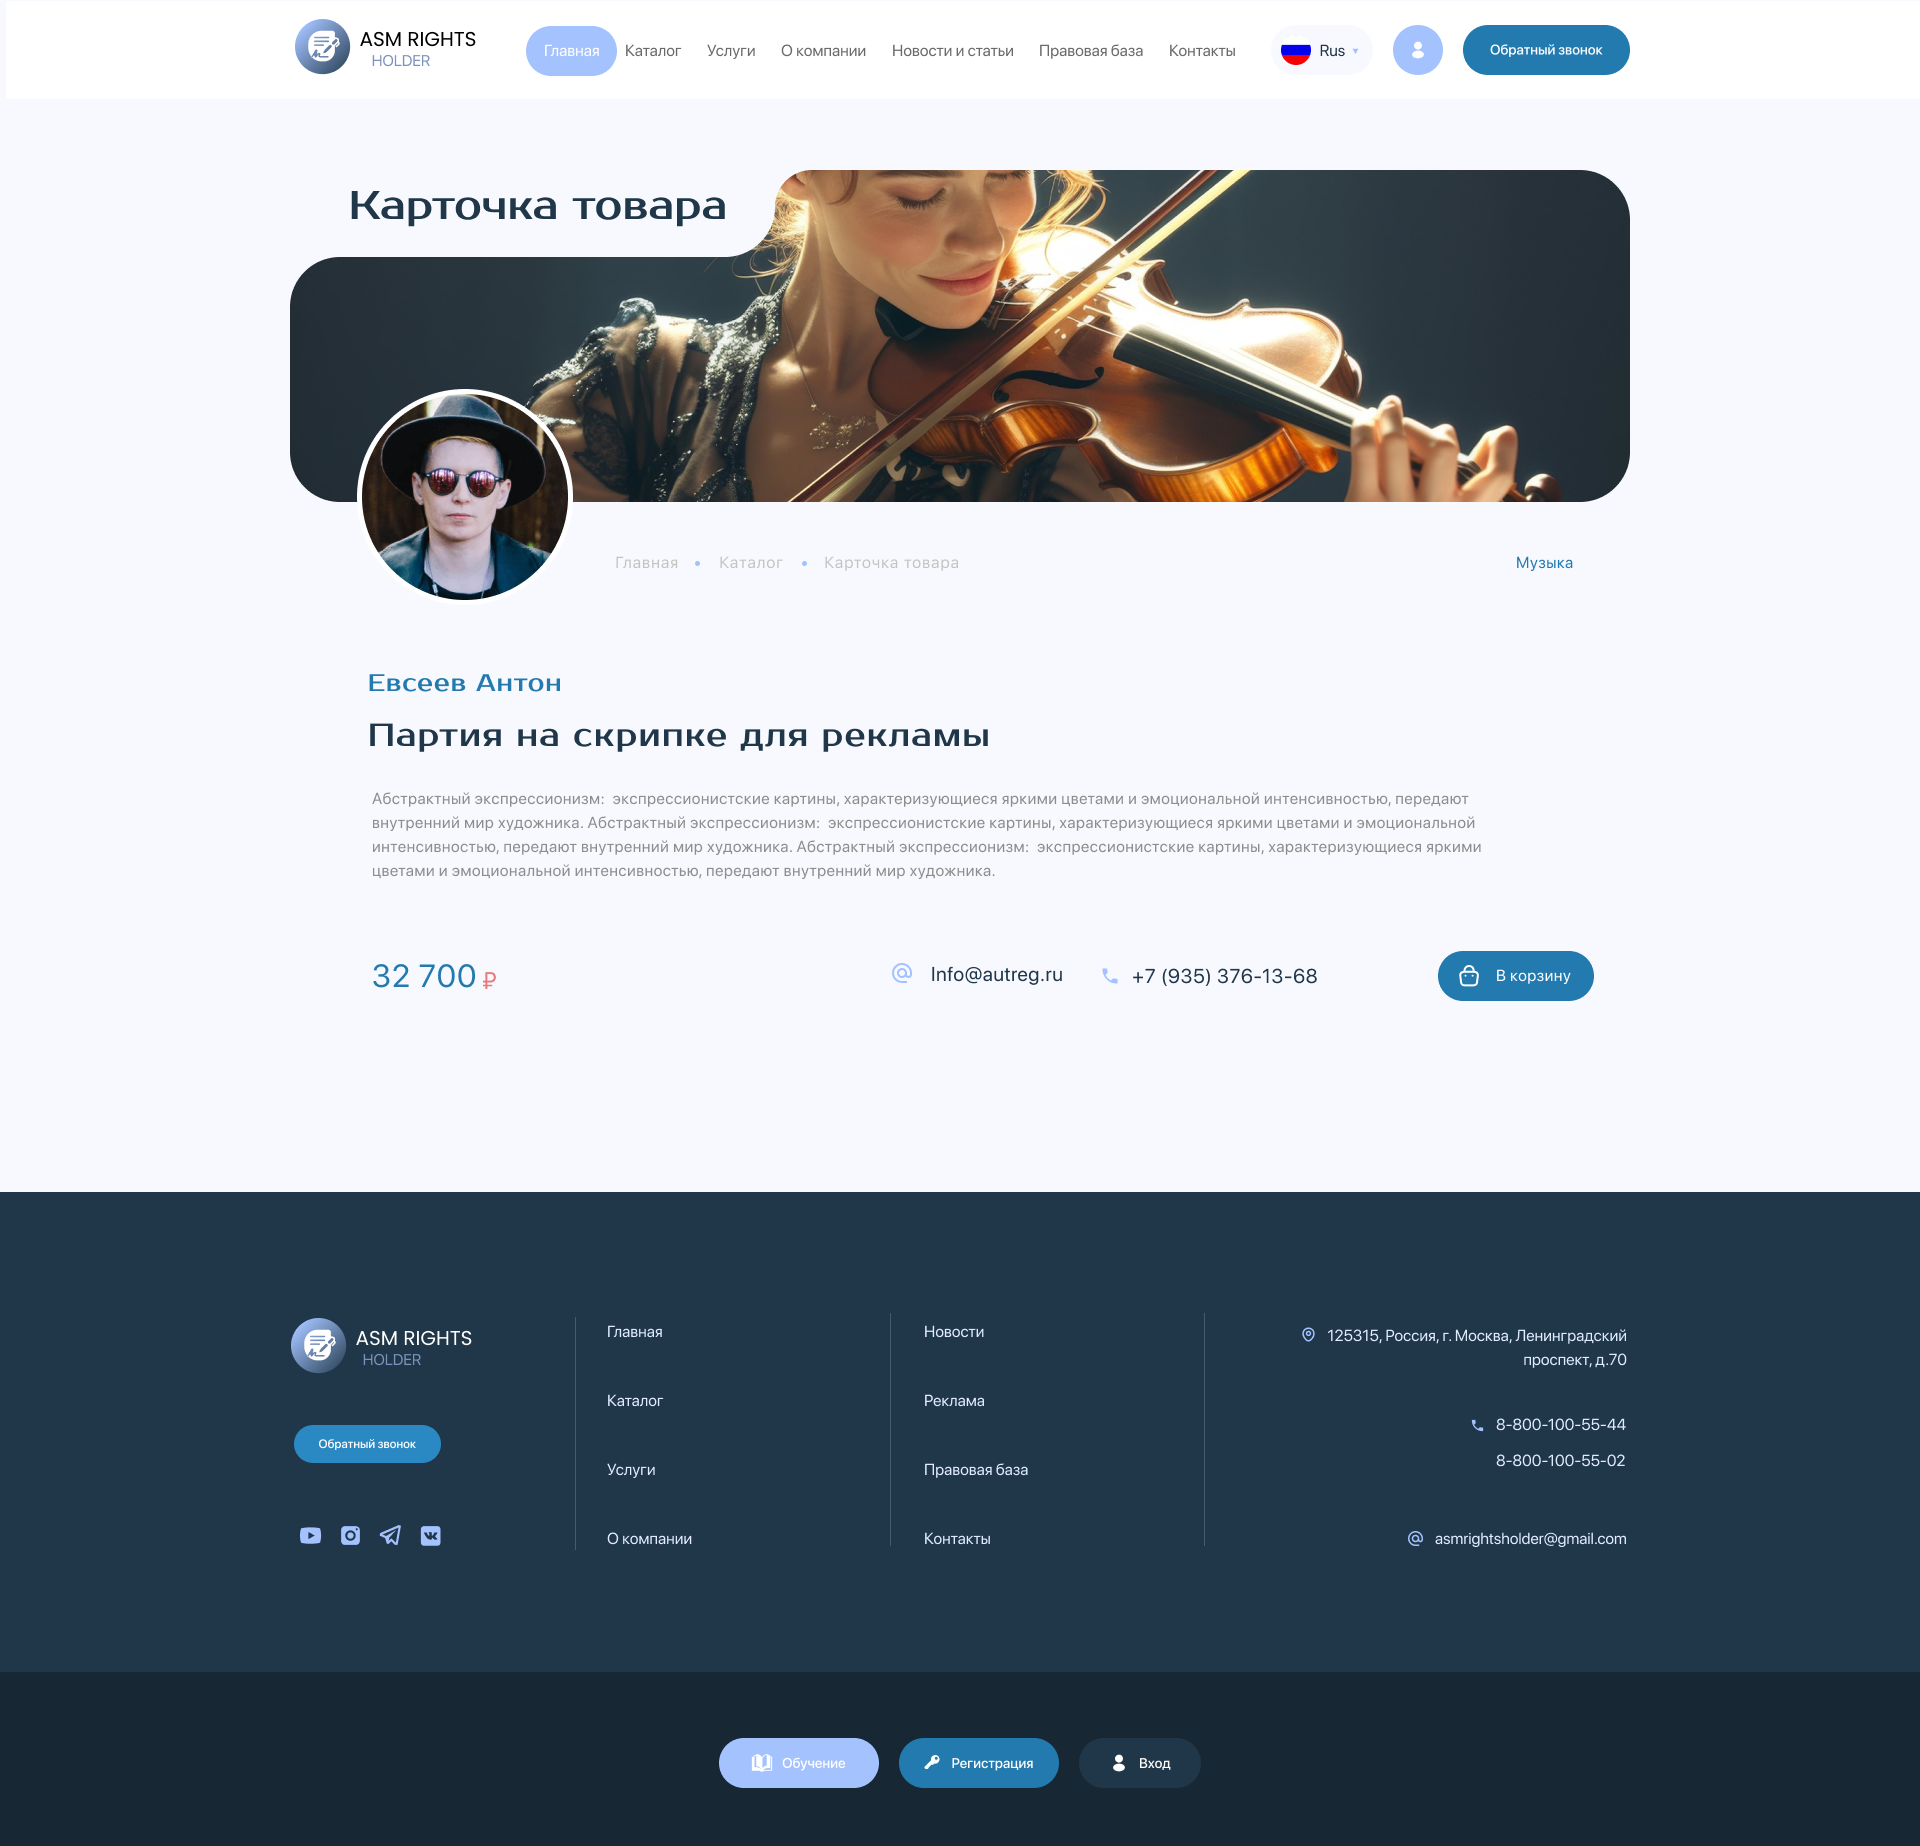 ASM RIGHTS
HOLDER
Главная
Каталог
Услуги
О компании
Новости и статьи
Правовая база
Контакты
Rus
Обратный звонок
Карточка товара
Главная • Каталог • Карточка товара
Музыка
Евсеев Антон
Партия на скрипке для рекламы
Абстрактный экспрессионизм:  экспрессионистские картины, характеризующиеся яркими цветами и эмоциональной интенсивностью, передают
внутренний мир художника. Абстрактный экспрессионизм:  экспрессионистские картины, характеризующиеся яркими цветами и эмоциональной
интенсивностью, передают внутренний мир художника. Абстрактный экспрессионизм:  экспрессионистские картины, характеризующиеся яркими
цветами и эмоциональной интенсивностью, передают внутренний мир художника.
32 700 ₽
Info@autreg.ru
+7 (935) 376-13-68
В корзину
ASM RIGHTS
HOLDER
Обратный звонок
Главная
Каталог
Услуги
О компании
Новости
Реклама
Правовая база
Контакты
125315, Россия, г. Москва, Ленинградский
проспект, д.70
8-800-100-55-44
8-800-100-55-02
asmrightsholder@gmail.com
Обучение
Регистрация
Вход